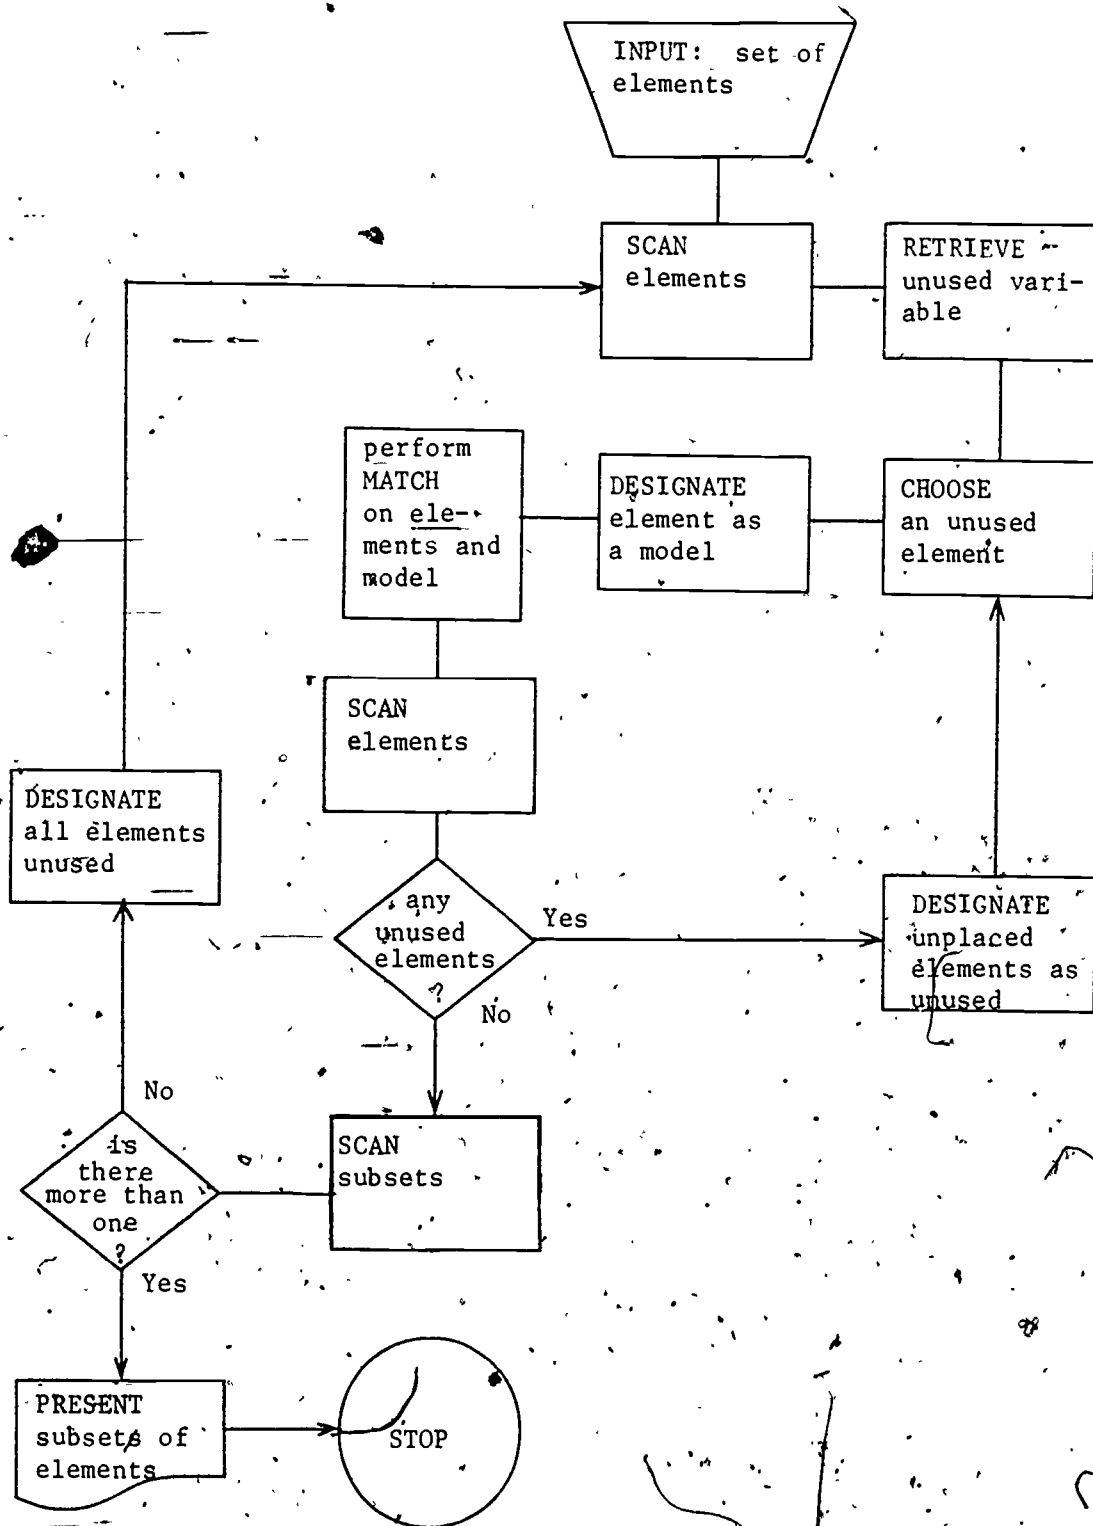 INPUT: set of
elements
SCAN
elements
RETRIEVE
unused vari-
able
perform
MATCH
on ele-
ments and
model
DESIGNATE
element as
a model
CHOOSE
an unused
element
SCAN
elements
DESIGNATE
all elements
unused
any
unused
elements
?
Yes
No
DESIGNATE
unplaced
elements as
unused
No
is
there
more than
one
?
Yes
SCAN
subsets
PRESENT
subsets of
elements
STOP